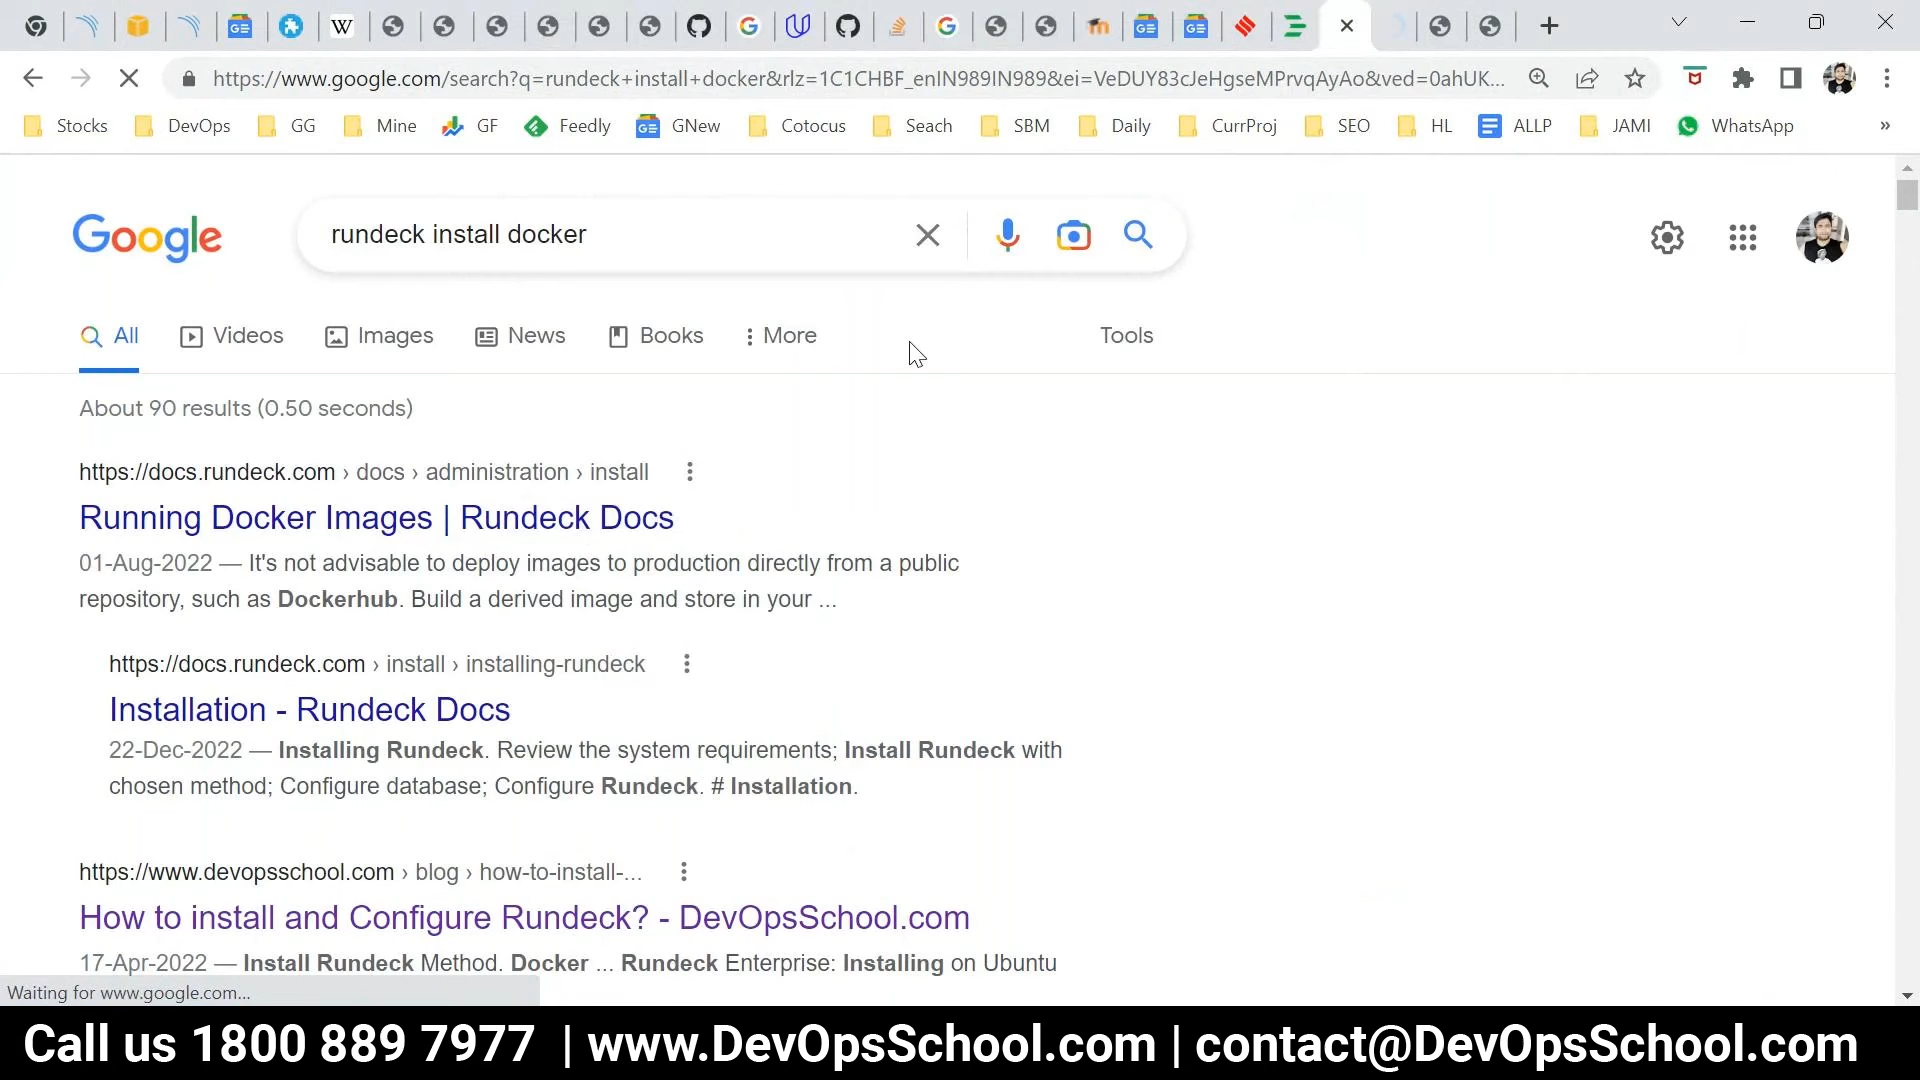 https://www.google.com/search?q=rundeck+install+docker&rlz=1C1CHBF_enIN989IN989&ei=VeDUY83cJeHgseMPrvqAyAo&ved=0ahUK...
Stocks DevOps GG Mine GF Feedly GNew Cotocus Seach SBM Daily CurrProj SEO HL ALLP JAMI WhatsApp »
Google rundeck install docker
All Videos Images News Books More Tools
About 90 results (0.50 seconds)
https://docs.rundeck.com › docs › administration › install
Running Docker Images | Rundeck Docs
01-Aug-2022 — It's not advisable to deploy images to production directly from a public
repository, such as Dockerhub. Build a derived image and store in your ...
https://docs.rundeck.com › install › installing-rundeck
Installation - Rundeck Docs
22-Dec-2022 — Installing Rundeck. Review the system requirements; Install Rundeck with
chosen method; Configure database; Configure Rundeck. # Installation.
https://www.devopsschool.com › blog › how-to-install-...
How to install and Configure Rundeck? - DevOpsSchool.com
17-Apr-2022 — Install Rundeck Method. Docker ... Rundeck Enterprise: Installing on Ubuntu
Waiting for www.google.com...
Call us 1800 889 7977 | www.DevOpsSchool.com | contact@DevOpsSchool.com